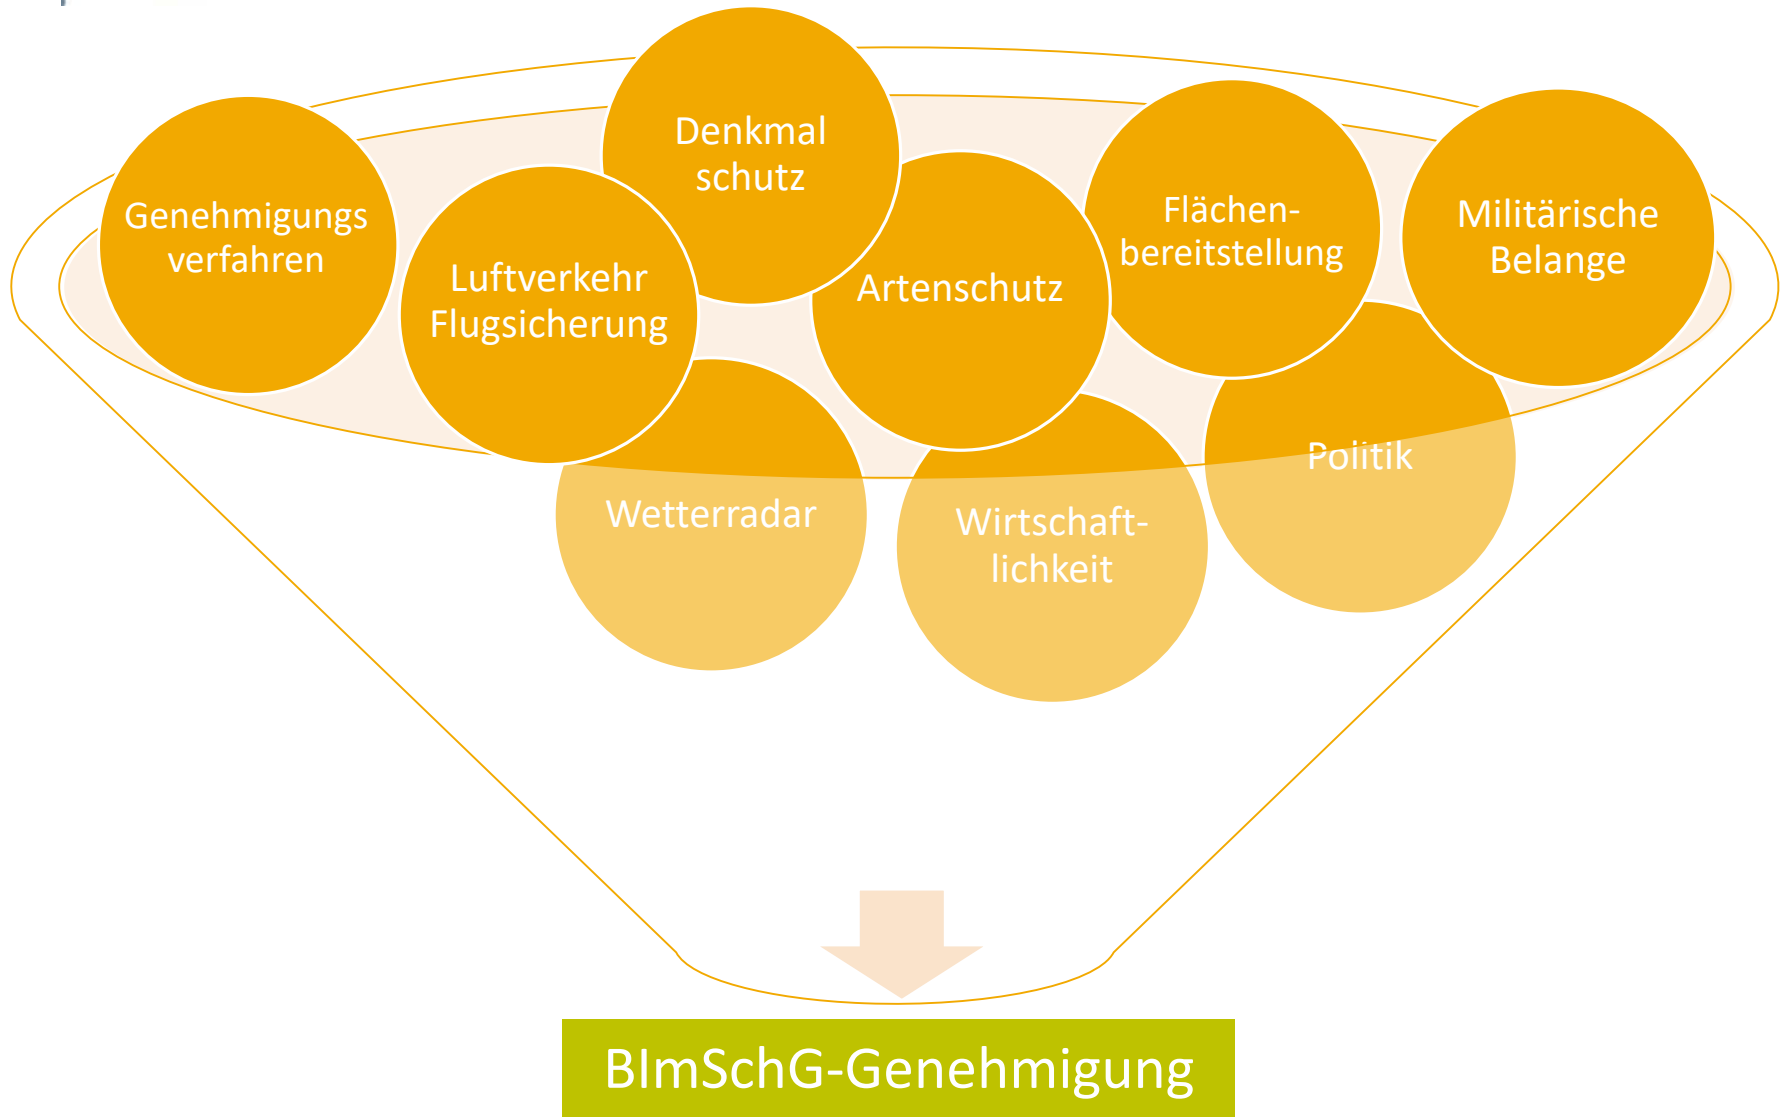 Denkmal
schutz
Genehmigungs
verfahren
Luftverkehr
Flugsicherung
Artenschutz
Flächen-
bereitstellung
Militärische
Belange
Wetterradar
Wirtschaft-
lichkeit
Politik
BImSchG-Genehmigung